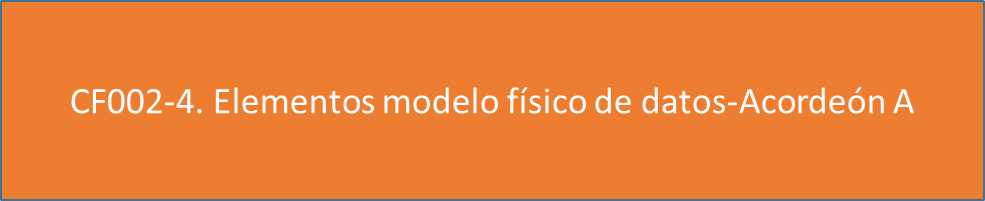 CF002-4. Elementos modelo físico de datos-Acordeón A